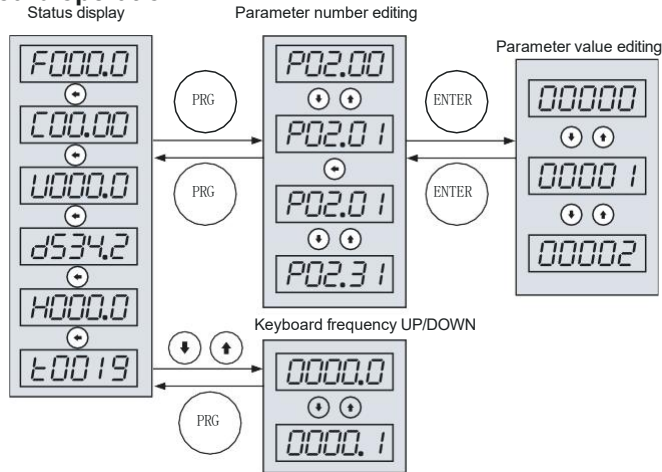 Status display
Parameter number editing
Parameter value editing
F000.0
C00.00
U000.0
d534.2
H000.0
t0019
PRG
PRG
P02.00
P02.01
P02.01
P02.31
ENTER
ENTER
00000
00001
00002
Keyboard frequency UP/DOWN
PRG
0000.0
0000.1